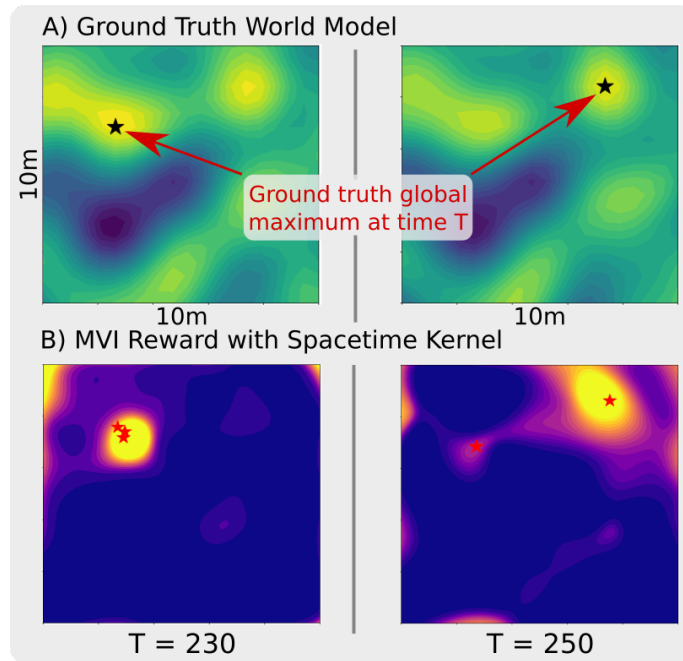 A) Ground Truth World Model
10m
Ground truth global
maximum at time T
10m
10m
B) MVI Reward with Spacetime Kernel
T = 230
T = 250